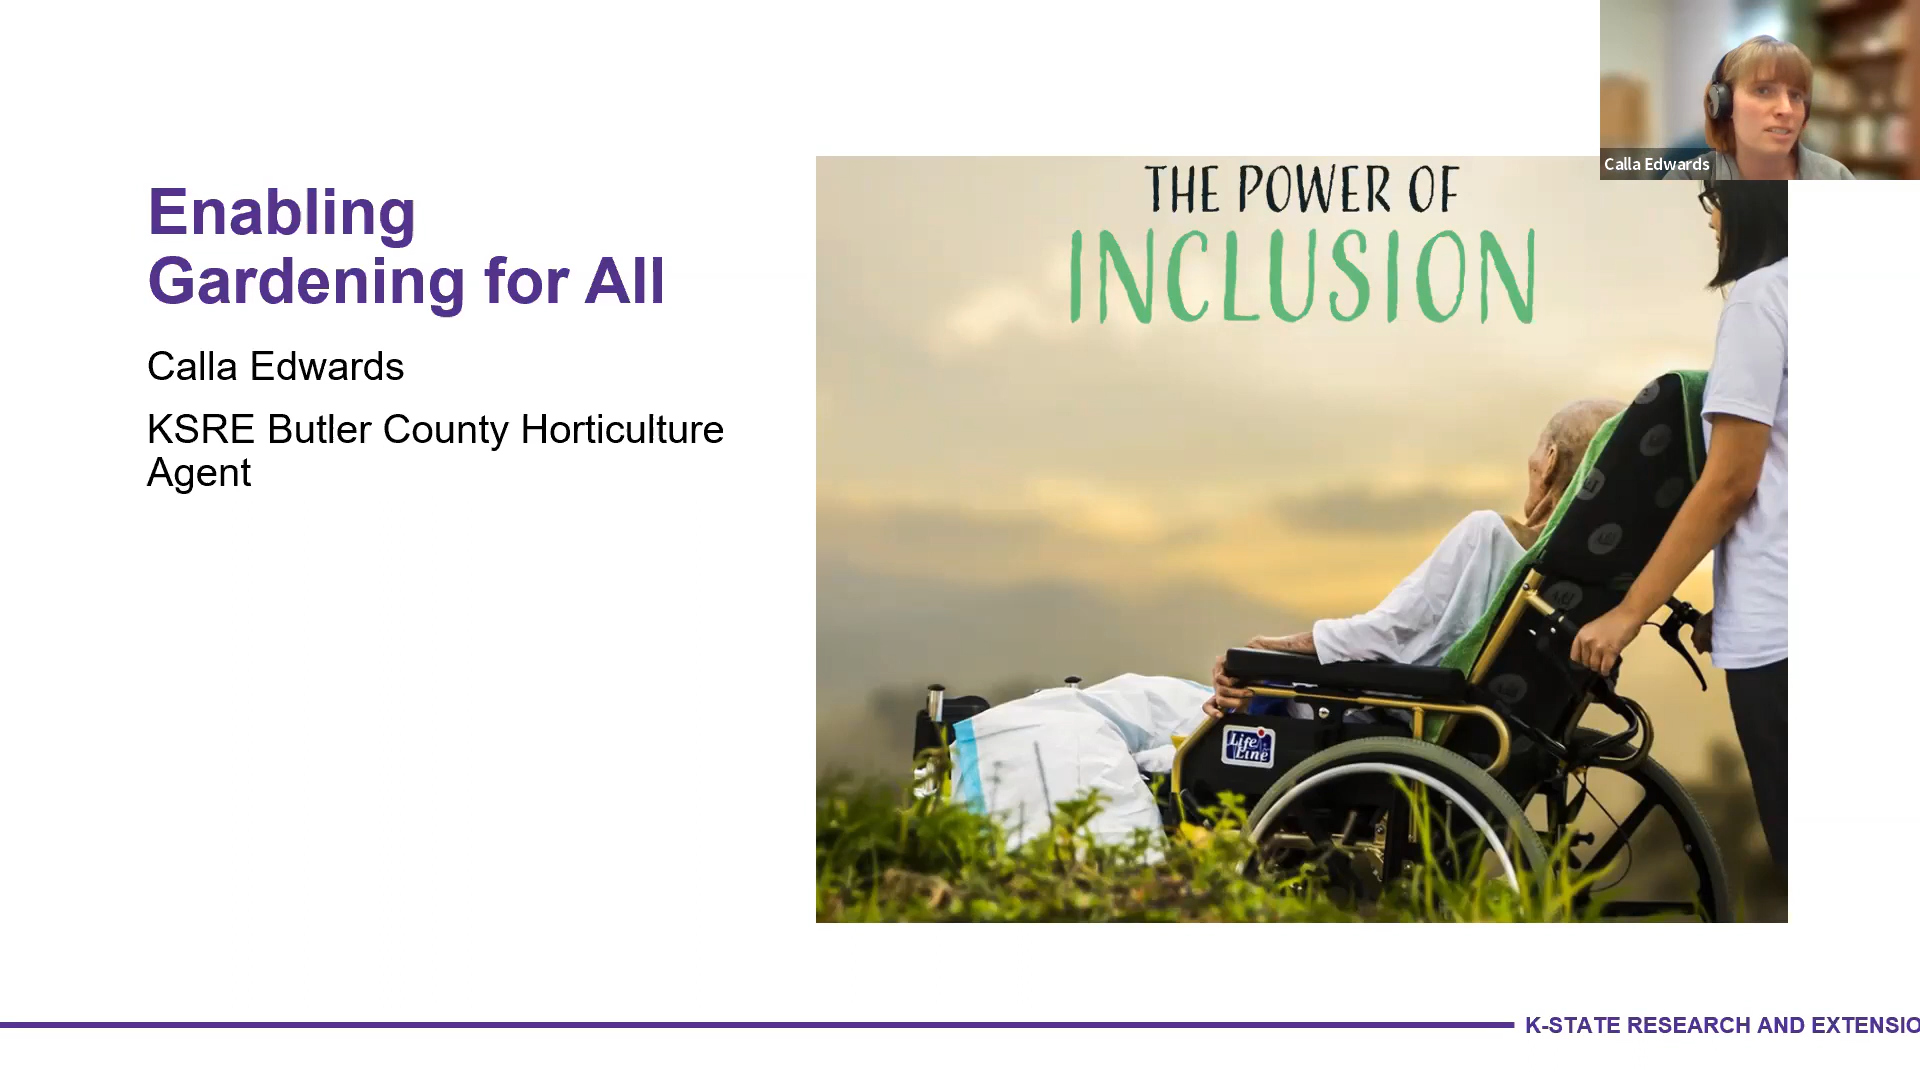 Enabling
Gardening for All
Calla Edwards
KSRE Butler County Horticulture
Agent
THE POWER OF
INCLUSION
Calla Edwards
Life
Line
K-STATE RESEARCH AND EXTENSIO